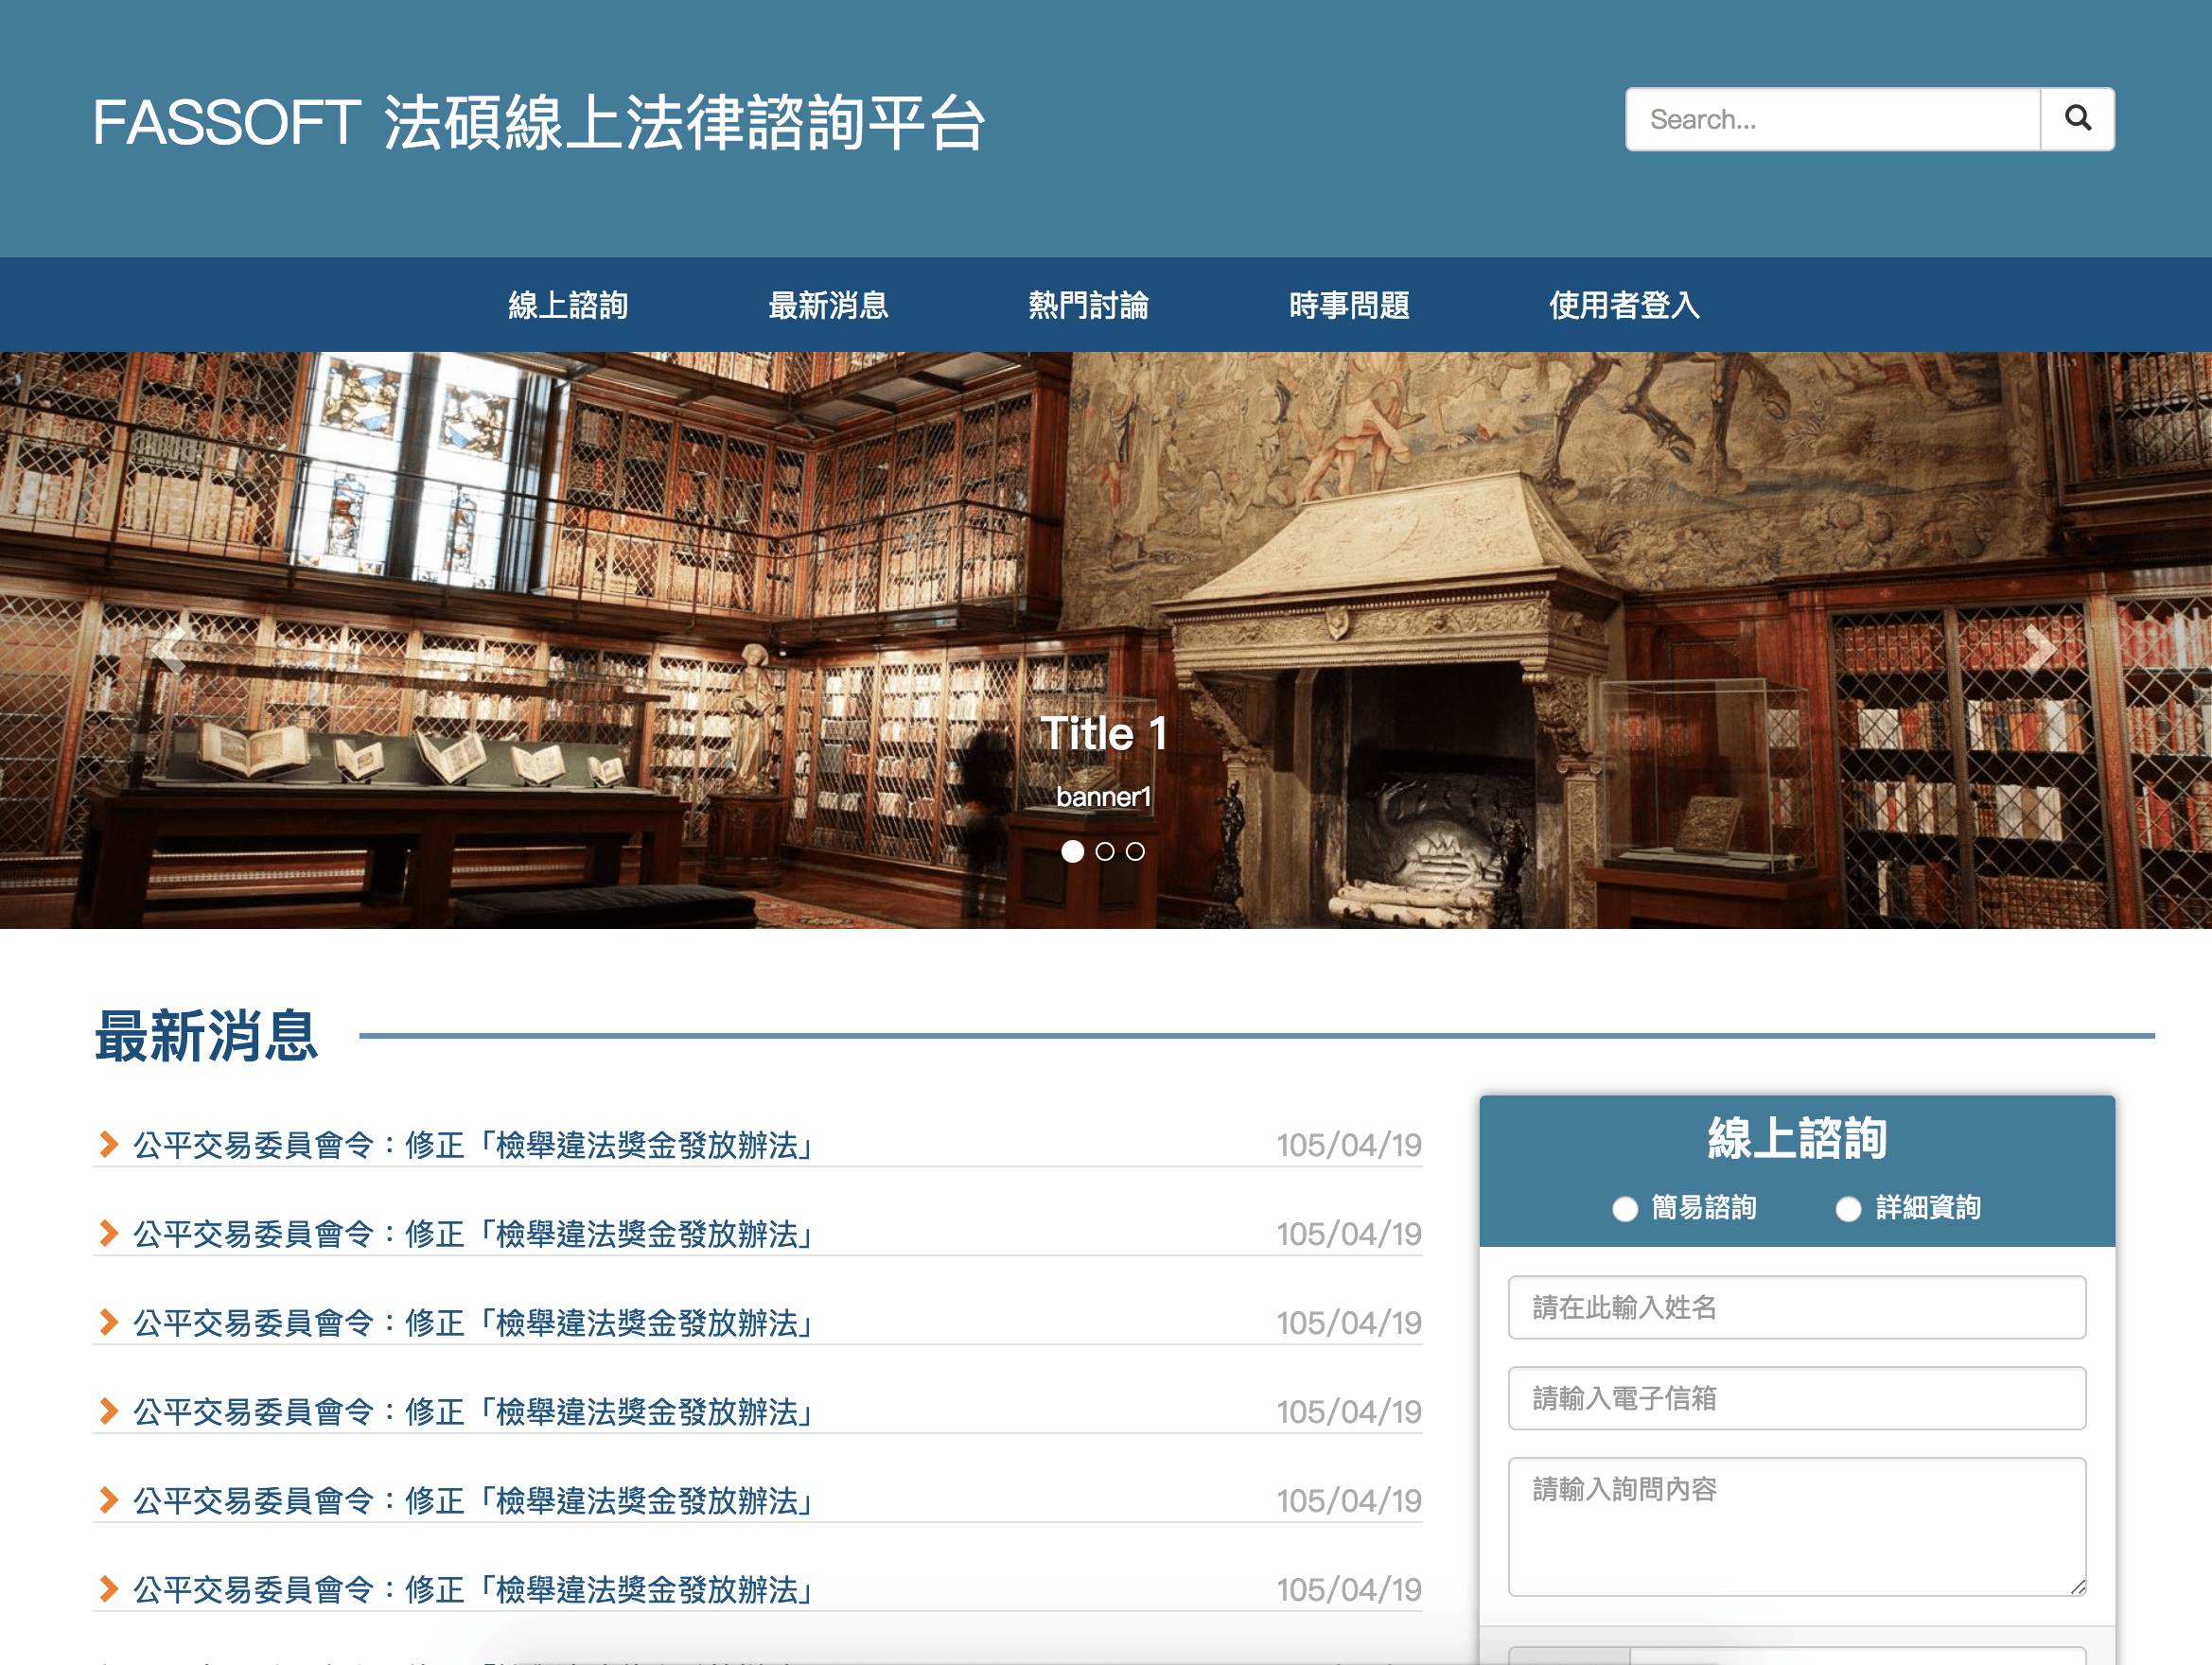 FASSOFT 法碩線上法律諮詢平台
Search...
線上諮詢 最新消息 熱門討論 時事問題 使用者登入
Title 1
banner1
最新消息
公平交易委員會令：修正「檢舉違法獎金發放辦法」 105/04/19
公平交易委員會令：修正「檢舉違法獎金發放辦法」 105/04/19
公平交易委員會令：修正「檢舉違法獎金發放辦法」 105/04/19
公平交易委員會令：修正「檢舉違法獎金發放辦法」 105/04/19
公平交易委員會令：修正「檢舉違法獎金發放辦法」 105/04/19
公平交易委員會令：修正「檢舉違法獎金發放辦法」 105/04/19
線上諮詢
簡易諮詢 詳細資詢
請在此輸入姓名
請輸入電子信箱
請輸入詢問內容